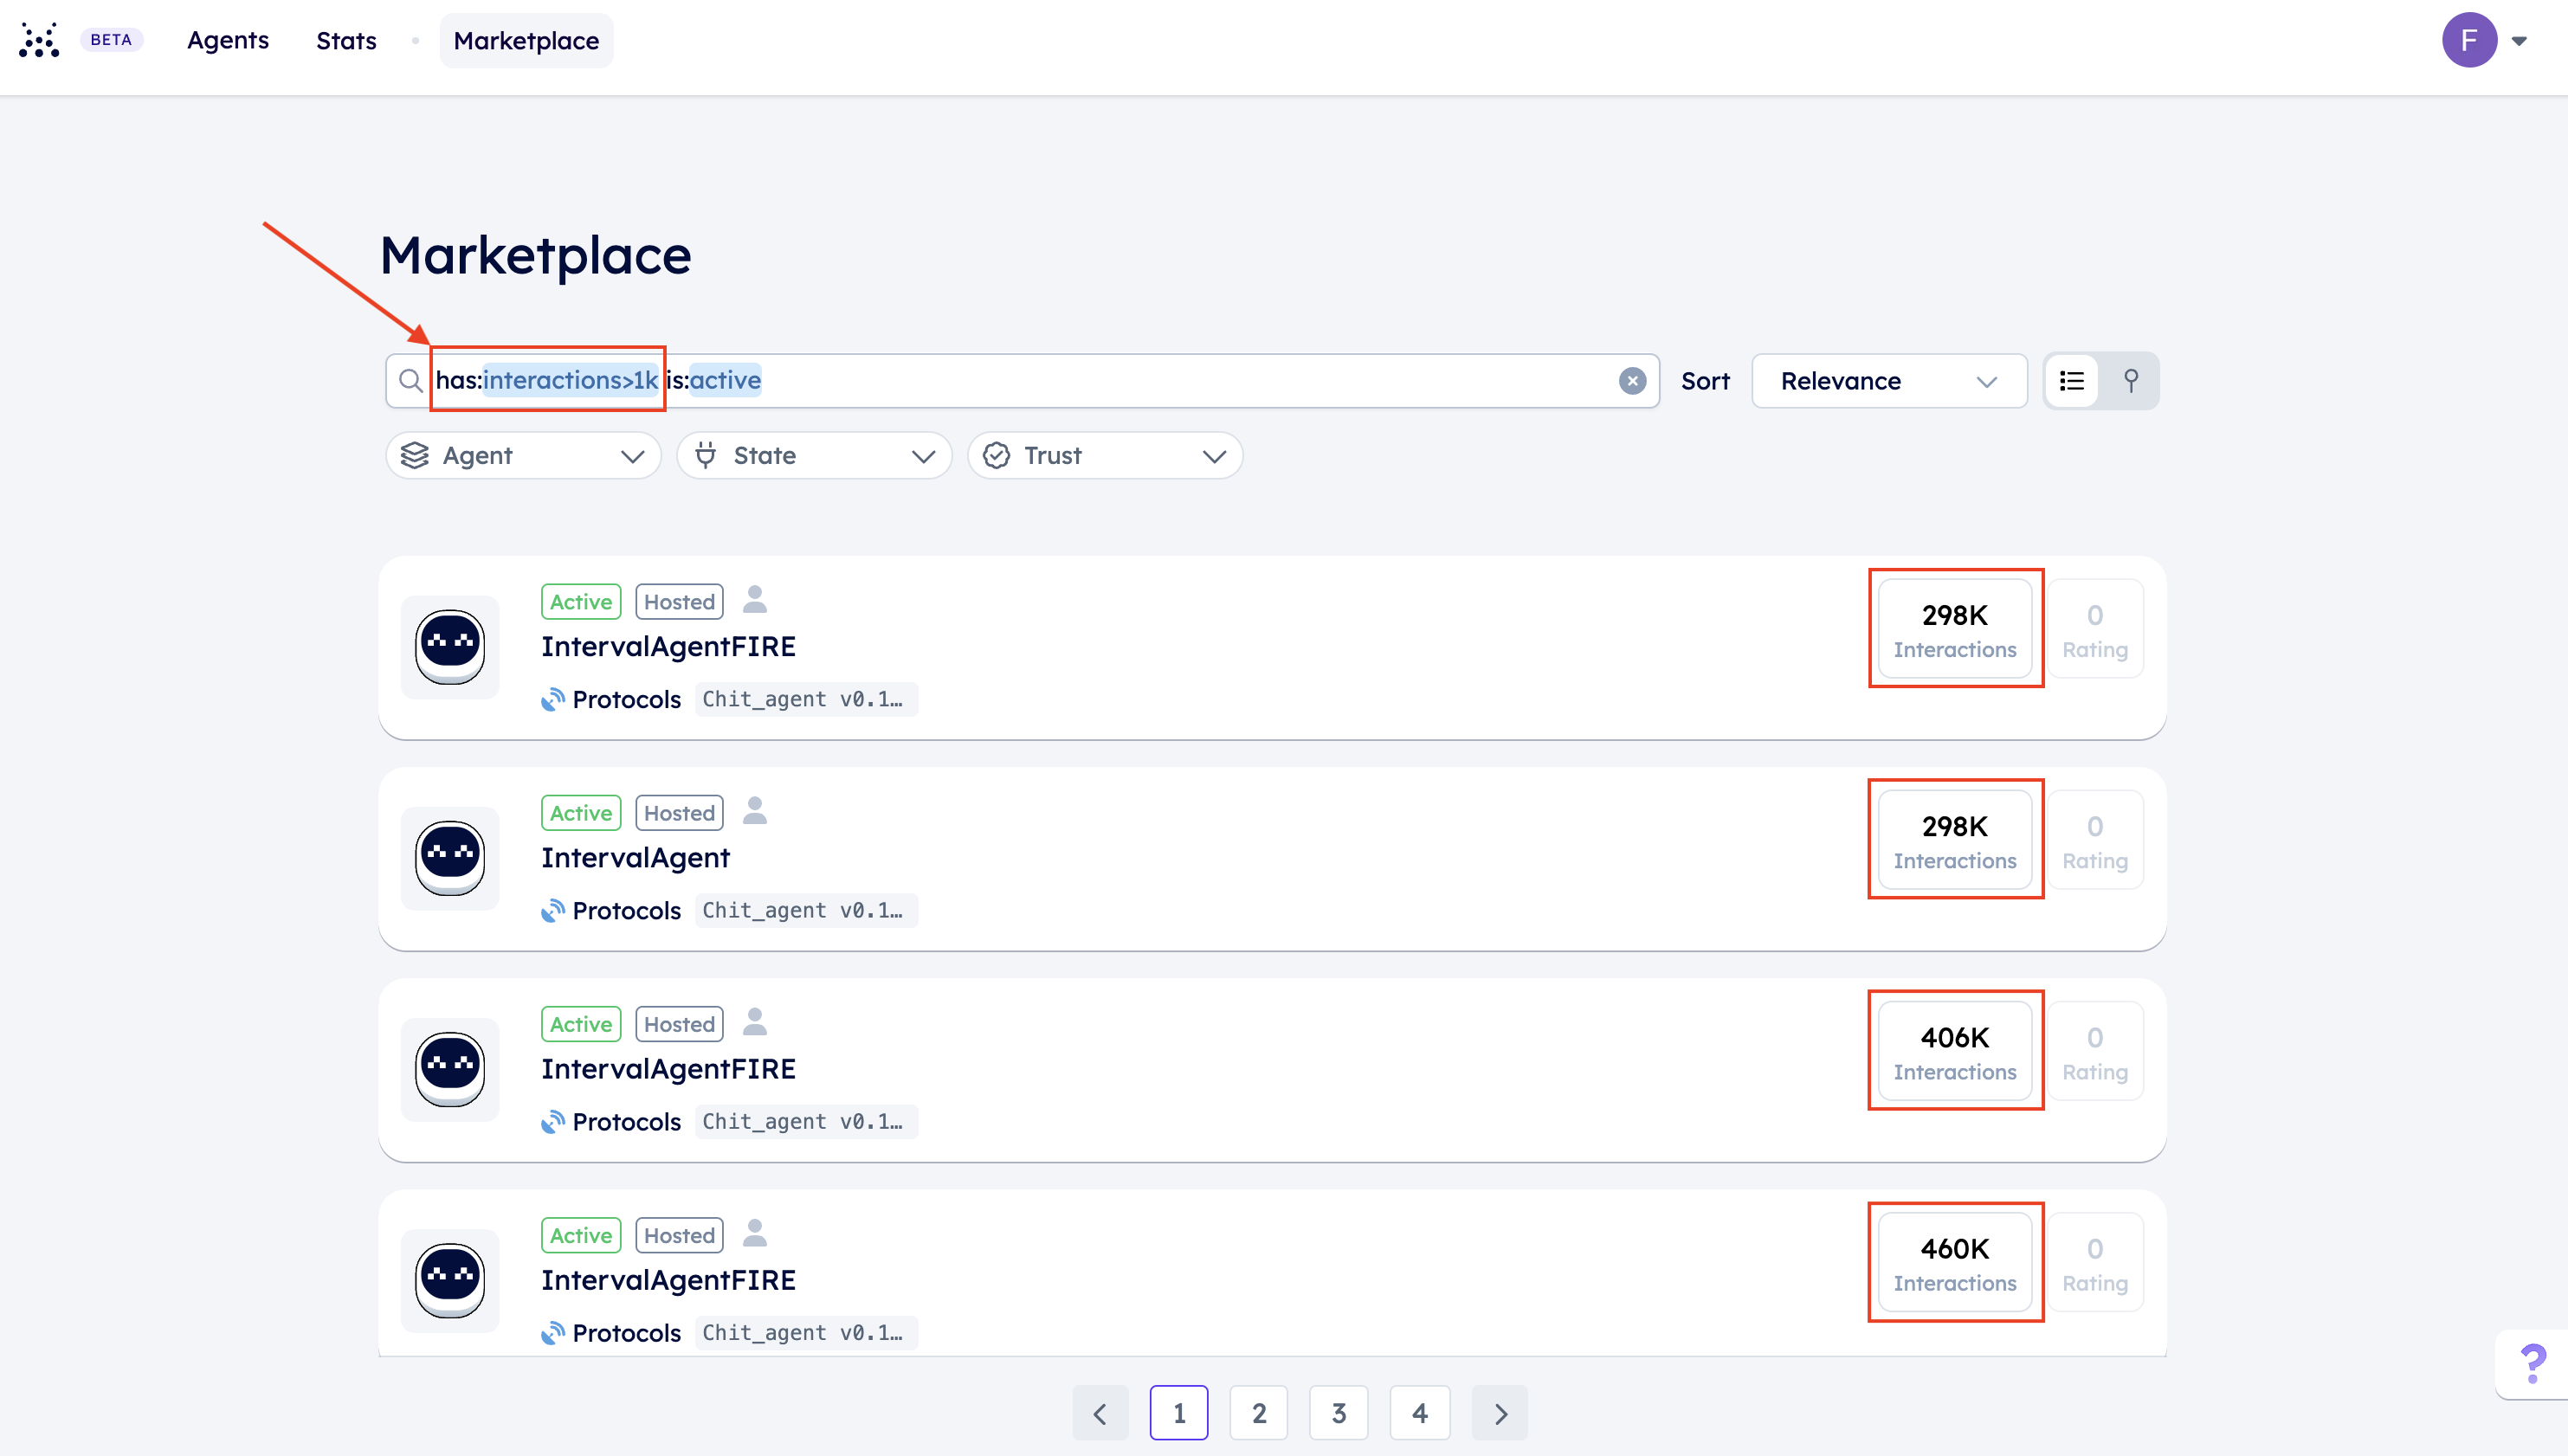 BETA Agents Stats Marketplace F
Marketplace
has:interactions>1k is:active Sort Relevance
Agent State Trust
Active Hosted
298K
0
IntervalAgentFIRE
Interactions
Rating
Protocols Chit_agent v0.1…
Active Hosted
298K
0
IntervalAgent
Interactions
Rating
Protocols Chit_agent v0.1…
Active Hosted
406K
0
IntervalAgentFIRE
Interactions
Rating
Protocols Chit_agent v0.1…
Active Hosted
460K
0
IntervalAgentFIRE
Interactions
Rating
Protocols Chit_agent v0.1…
?
1 2 3 4